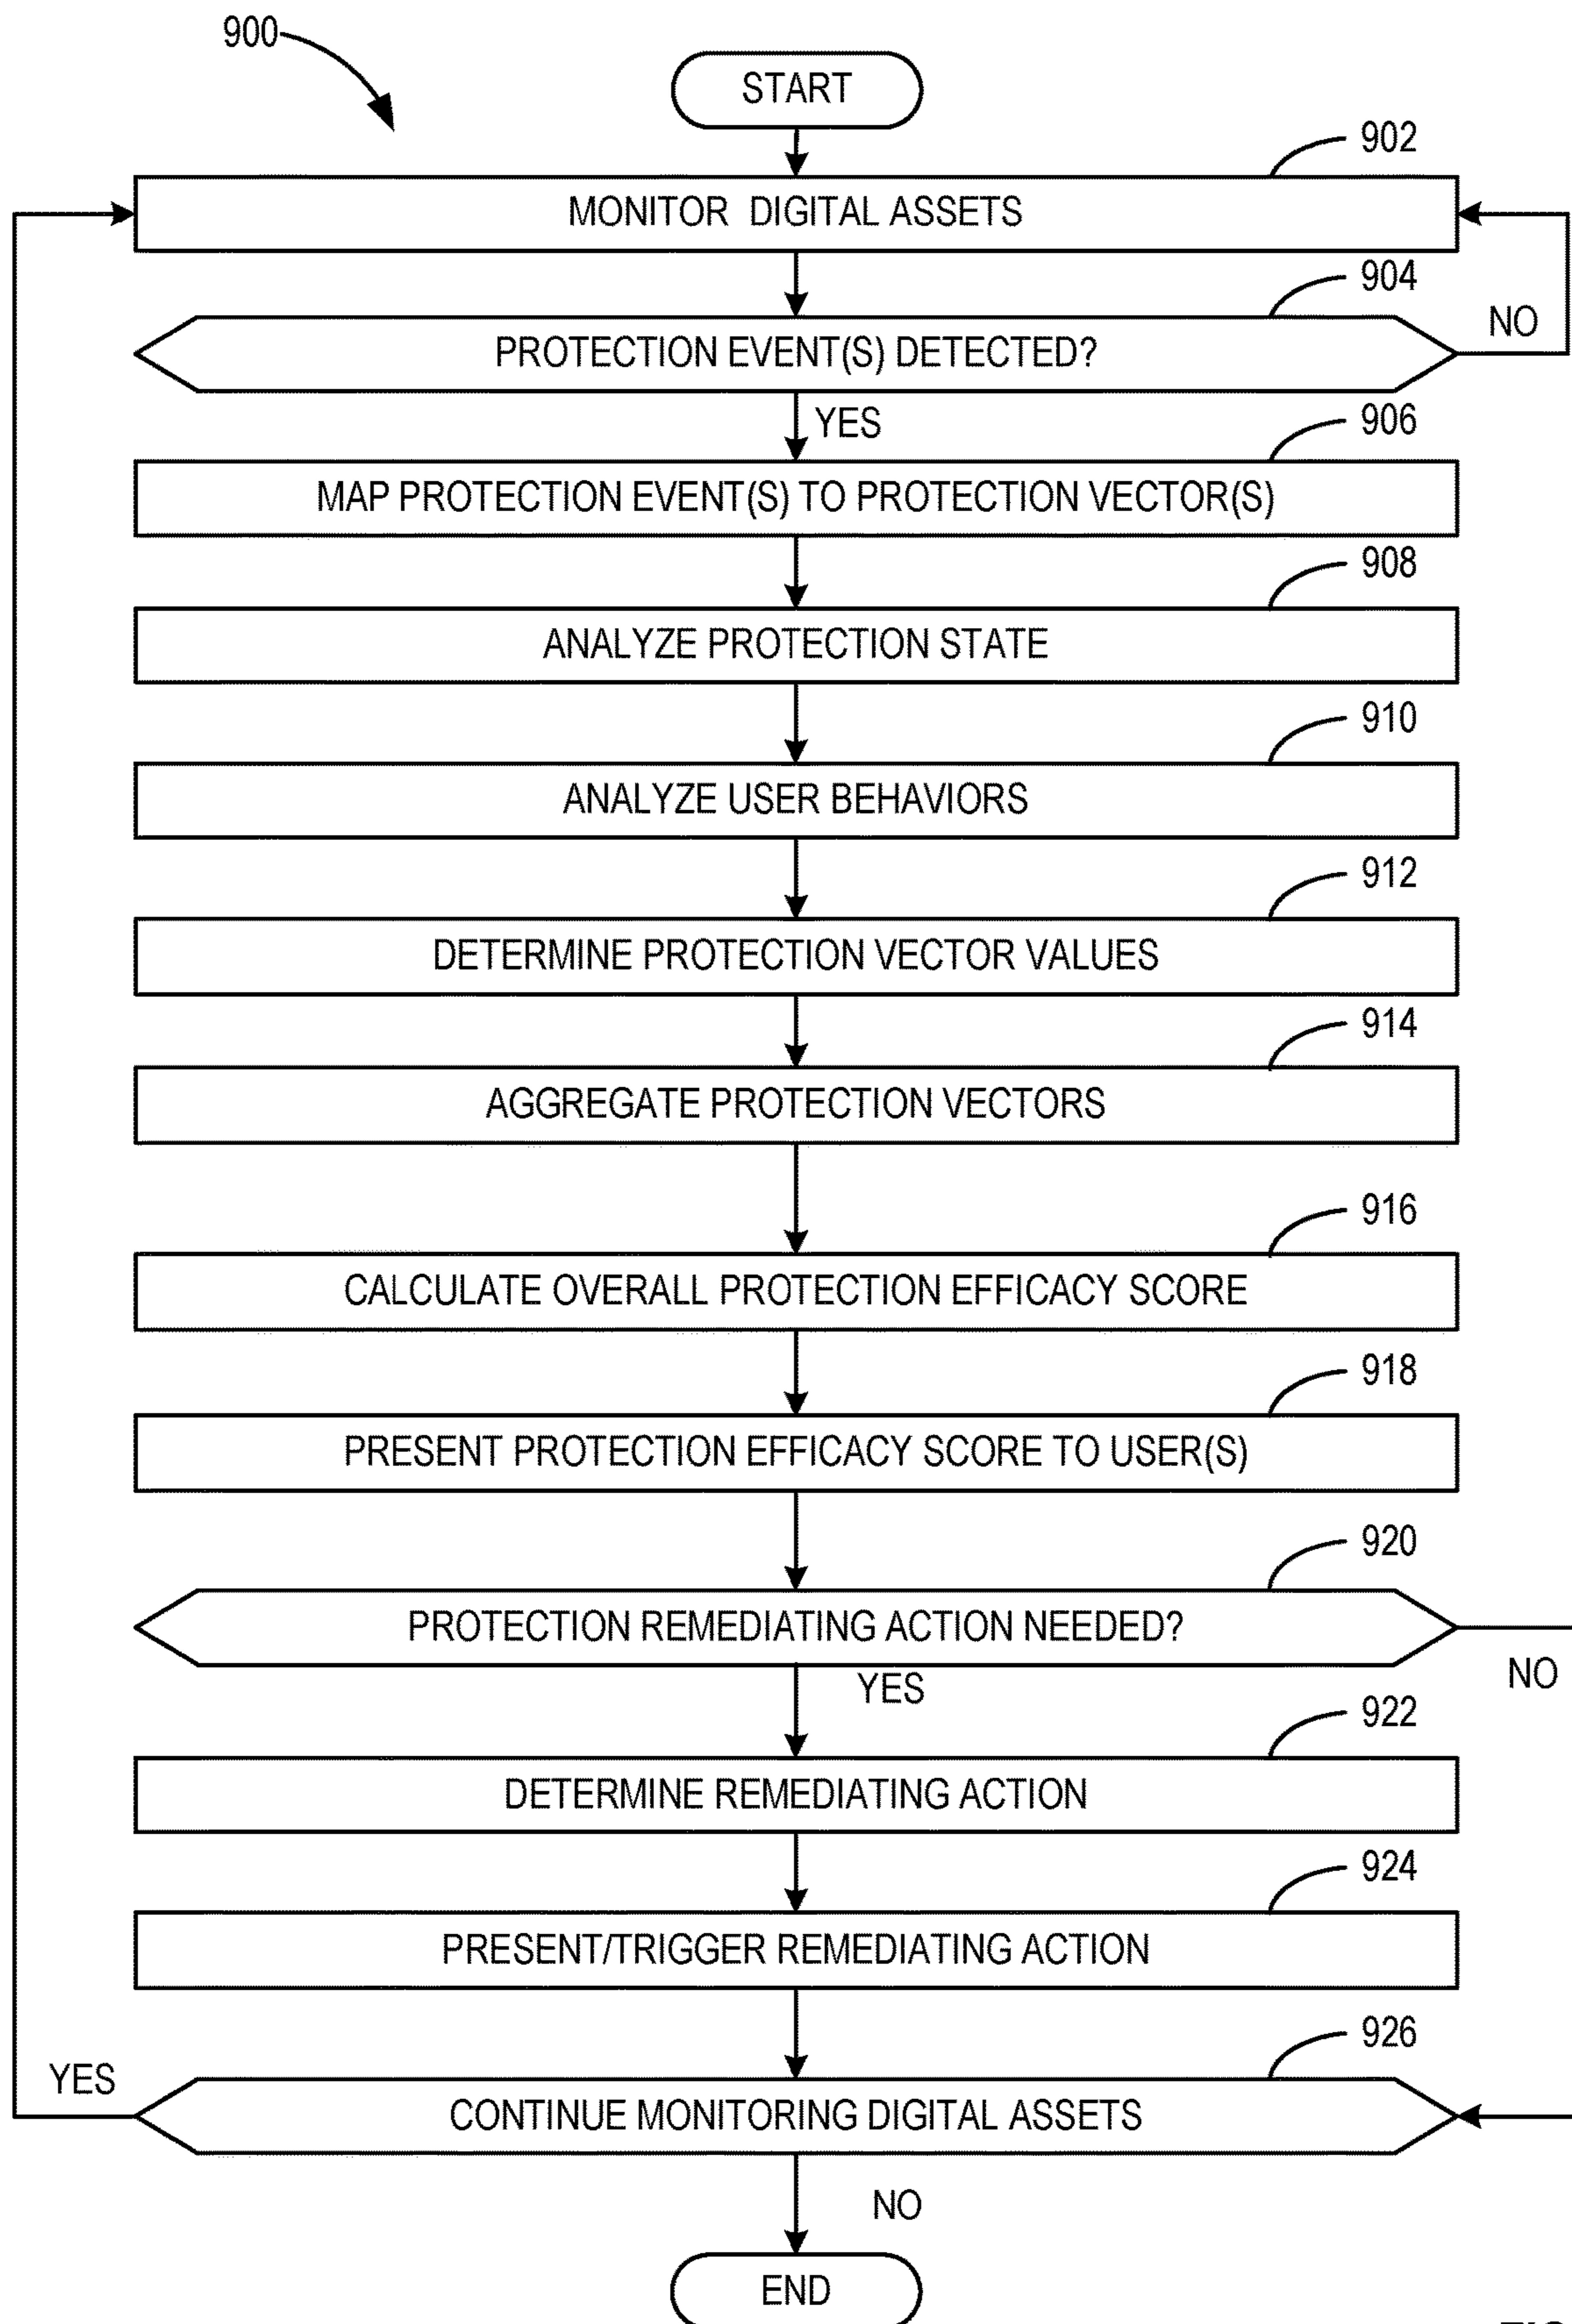 900
START
902
MONITOR DIGITAL ASSETS
904
PROTECTION EVENT(S) DETECTED?
NO
YES
906
MAP PROTECTION EVENT(S) TO PROTECTION VECTOR(S)
908
ANALYZE PROTECTION STATE
910
ANALYZE USER BEHAVIORS
912
DETERMINE PROTECTION VECTOR VALUES
914
AGGREGATE PROTECTION VECTORS
916
CALCULATE OVERALL PROTECTION EFFICACY SCORE
918
PRESENT PROTECTION EFFICACY SCORE TO USER(S)
920
PROTECTION REMEDIATING ACTION NEEDED?
NO
YES
922
DETERMINE REMEDIATING ACTION
924
PRESENT/TRIGGER REMEDIATING ACTION
926
YES
CONTINUE MONITORING DIGITAL ASSETS
NO
END